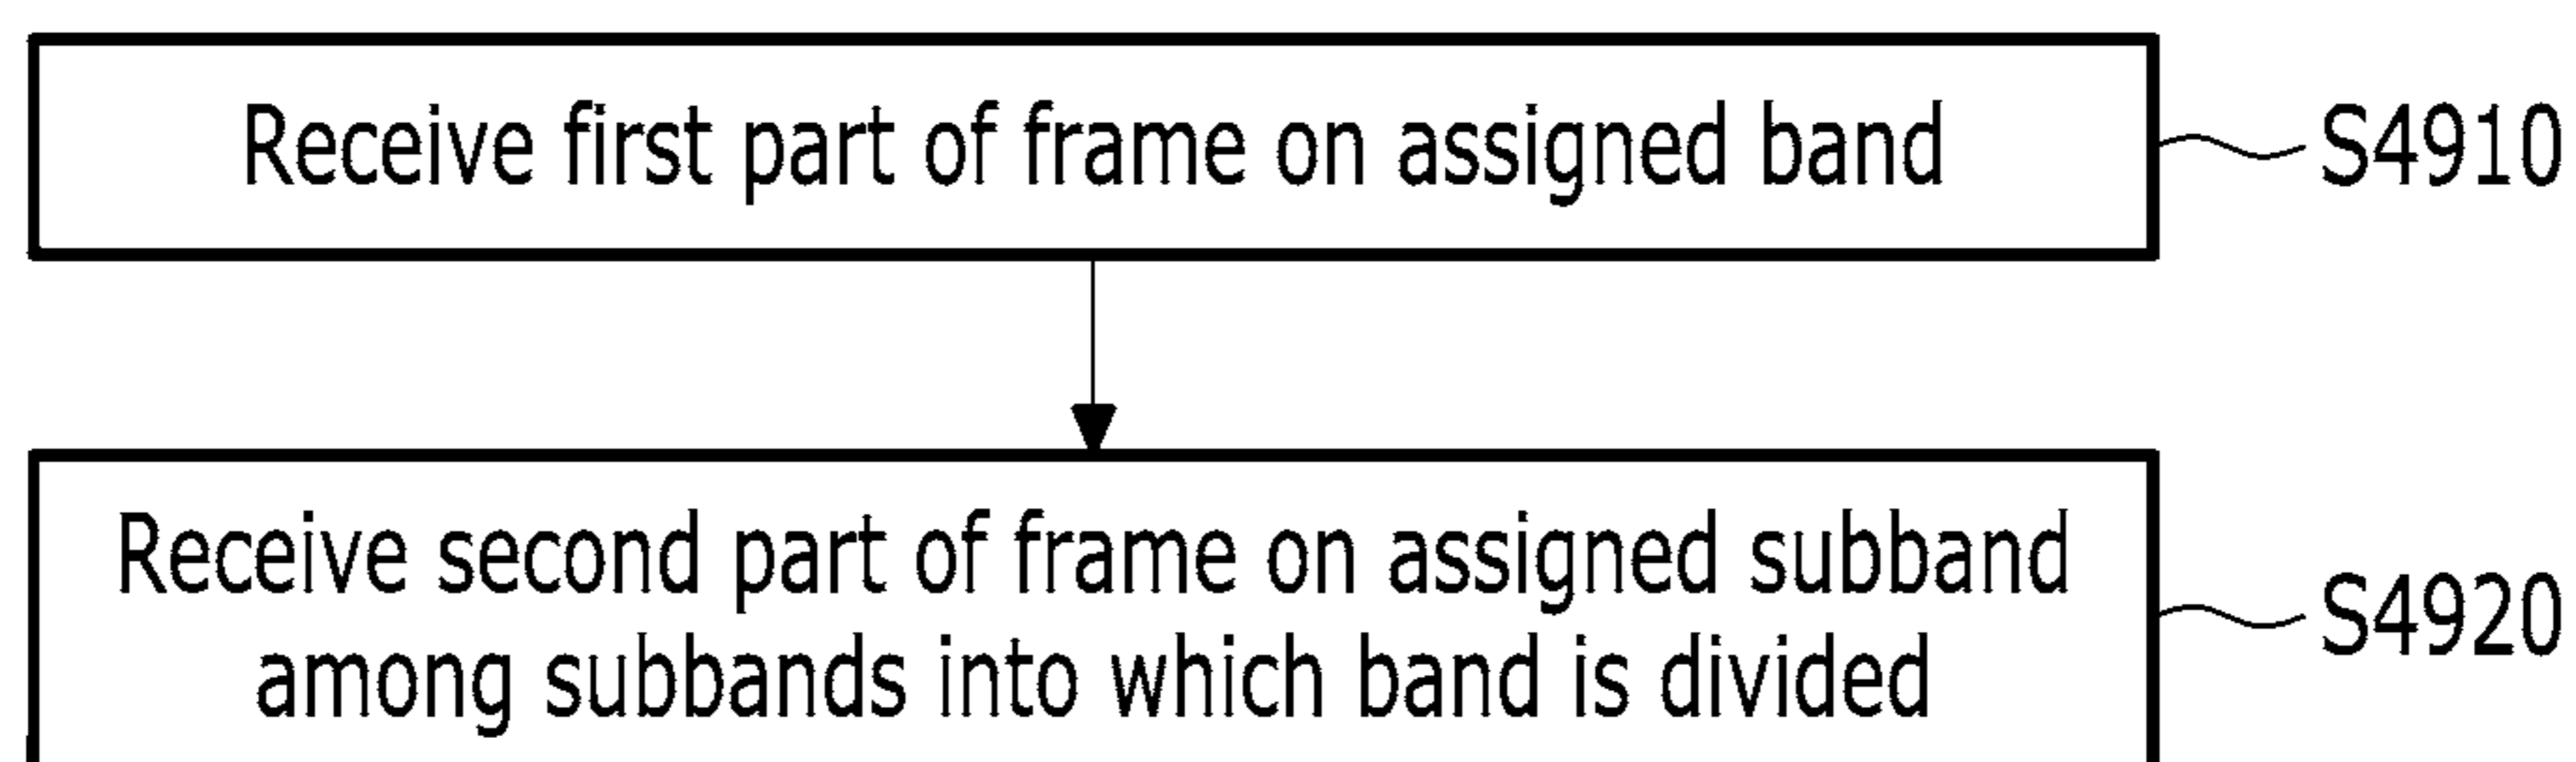 Receive first part of frame on assigned band
S4910
Receive second part of frame on assigned subband
among subbands into which band is divided
S4920